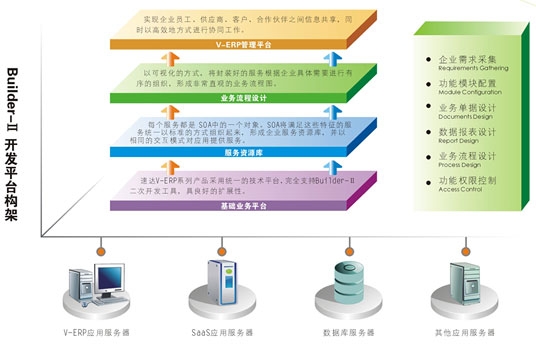 Builder-Ⅱ 开发平台构架
实现企业员工、供应商、客户、合作伙伴之间信息共享，同
时以高效地方式进行协同工作。
V-ERP管理平台
以可视化的方式，将封装好的服务根据企业具体需要进行有
序的组织，形成非常直观的业务流程图。
业务流程设计
每个服务都是 SOA中的一个对象。SOA将满足这些特征的服
务统一以标准的方式组织起来，形成企业服务资源库，并以
相同的交互模式对应用提供服务。
服务资源库
速达V-ERP系列产品采用统一的技术平台，完全支持Builder-Ⅱ
二次开发工具，具良好的扩展性。
基础业务平台
企业需求采集
Requirements Gathering
功能模块配置
Module Configuration
业务单据设计
Documents Design
数据报表设计
Report Design
业务流程设计
Process Design
功能权限控制
Access Control
V-ERP应用服务器
SaaS应用服务器
数据库服务器
其他应用服务器